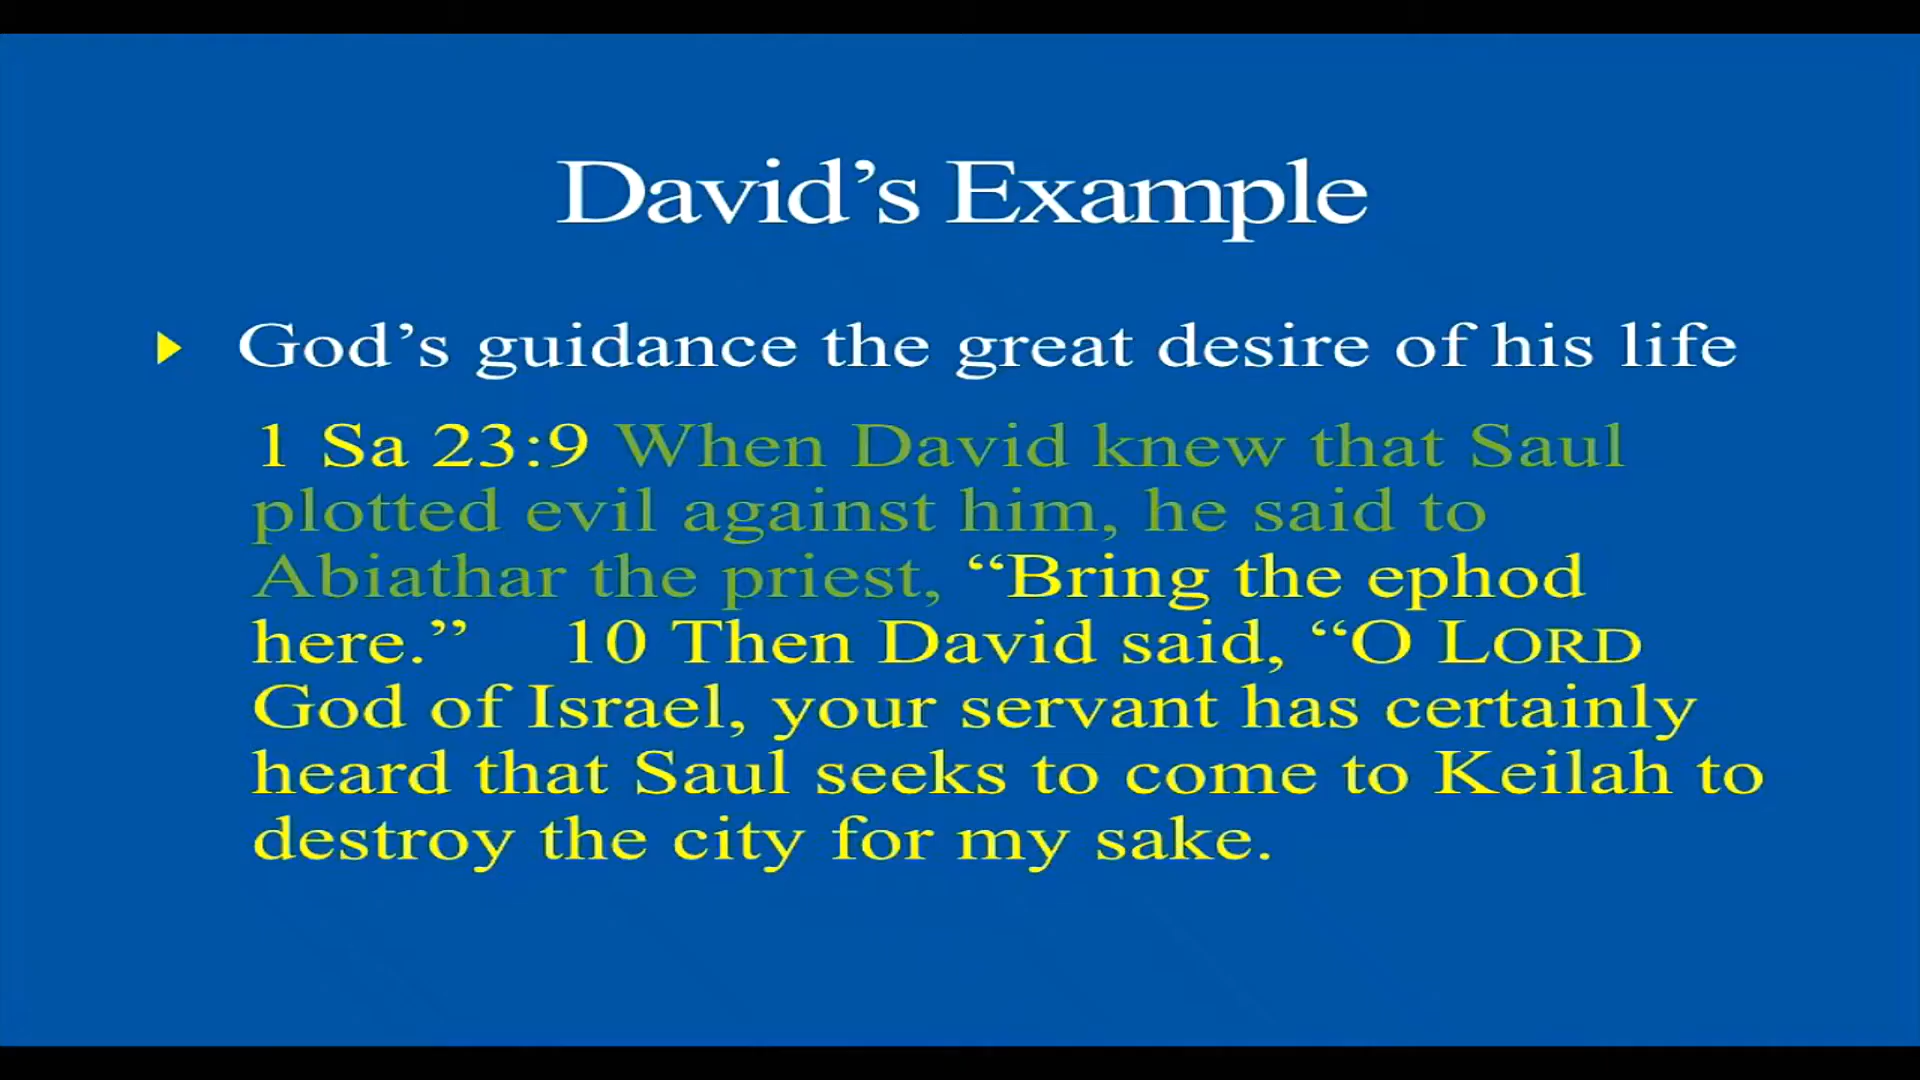 David’s Example
God’s guidance the great desire of his life
1 Sa 23:9 When David knew that Saul
plotted evil against him, he said to
Abiathar the priest, “Bring the ephod
here.” 10 Then David said, “O LORD
God of Israel, your servant has certainly
heard that Saul seeks to come to Keilah to
destroy the city for my sake.